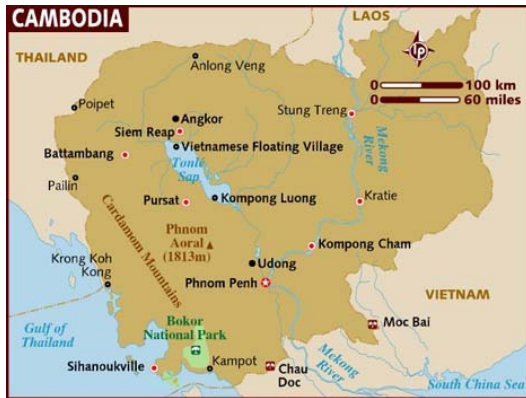 CAMBODIA
LAOS
THAILAND
Anlong Veng
lp
100 km
60 miles
Poipet
Angkor
Stung Treng
Siem Reap
Vietnamese Floating Village
Mekong
River
Battambang
Tonlé
Sap
Pailin
Pursat
Kompong Luong
Kratie
Cardamom Mountains
Phnom
Aoral
(1813m)
Kompong Cham
Krong Koh
Kong
Udong
Phnom Penh
VIETNAM
Gulf of
Thailand
Bokor
National Park
Moc Bai
Sihanoukville
Kampot
Chau
Doc
Mekong
River
South China Sea
0
0